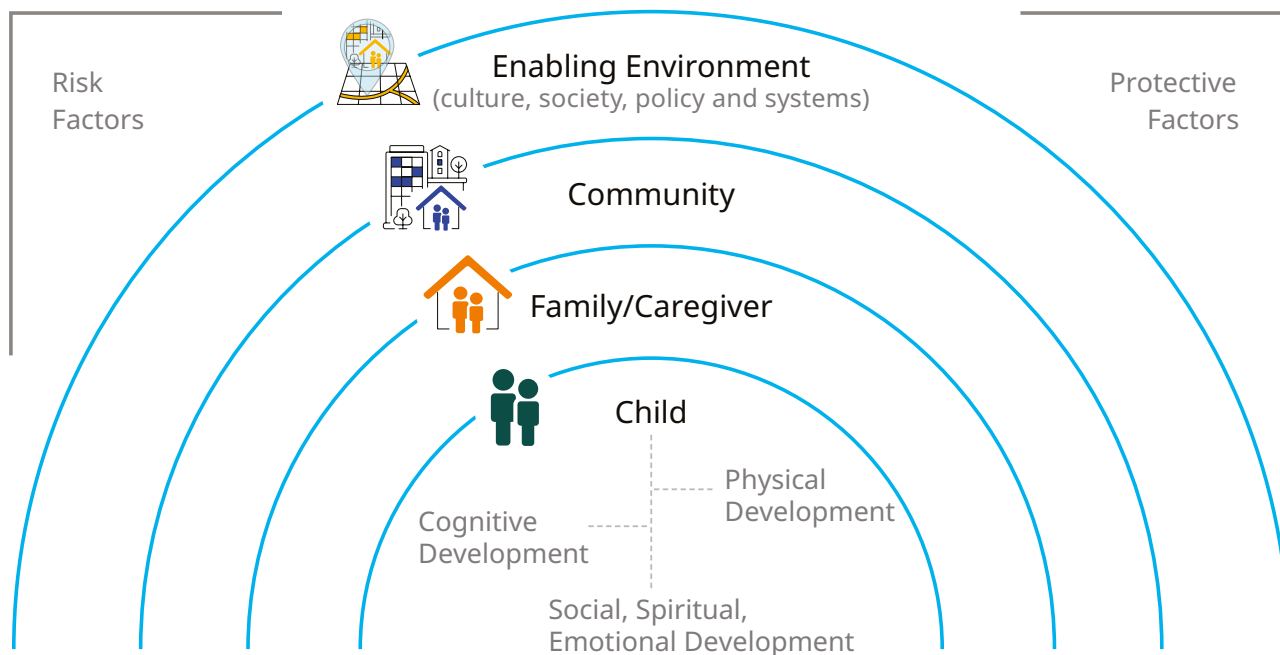 Risk
Factors
Protective
Factors
Enabling Environment
(culture, society, policy and systems)
Community
Family/Caregiver
Child
Physical
Development
Cognitive
Development
Social, Spiritual,
Emotional Development